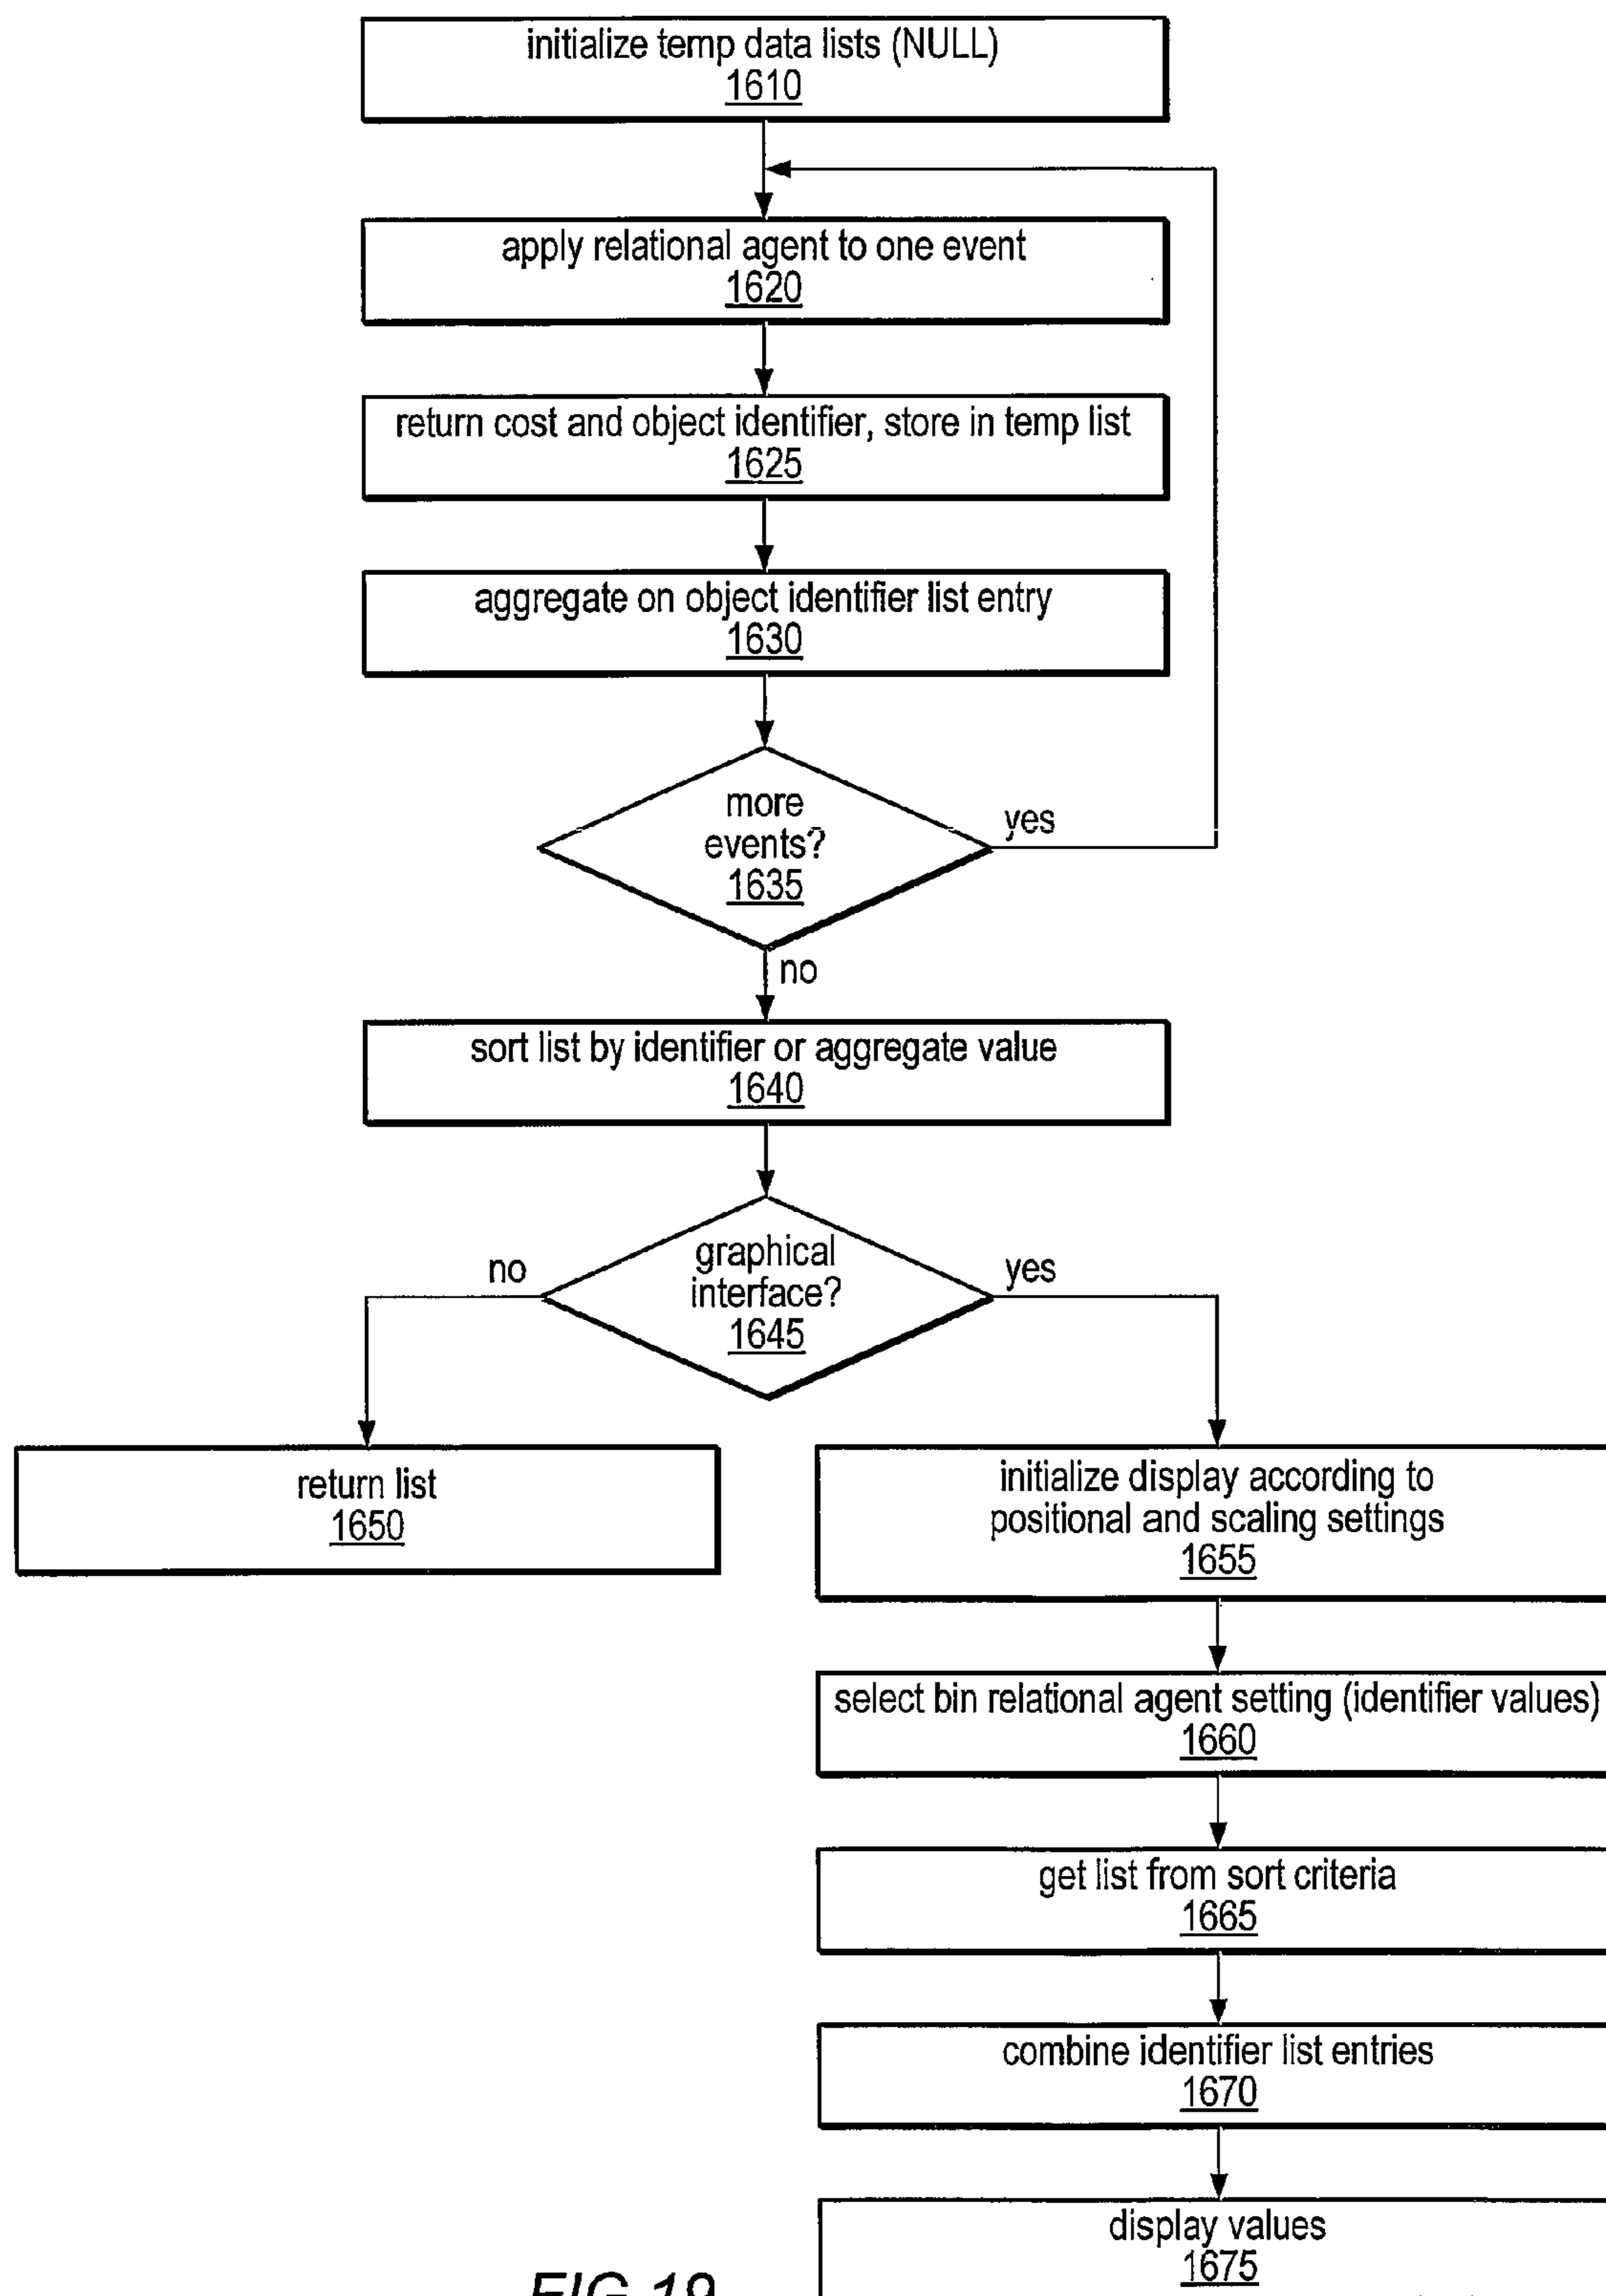 initialize temp data lists (NULL)
1610
apply relational agent to one event
1620
return cost and object identifier, store in temp list
1625
aggregate on object identifier list entry
1630
more
events?
1635
yes
no
sort list by identifier or aggregate value
1640
graphical
interface?
1645
no
yes
return list
1650
initialize display according to
positional and scaling settings
1655
select bin relational agent setting (identifier values)
1660
get list from sort criteria
1665
combine identifier list entries
1670
display values
1675
FIG. 19